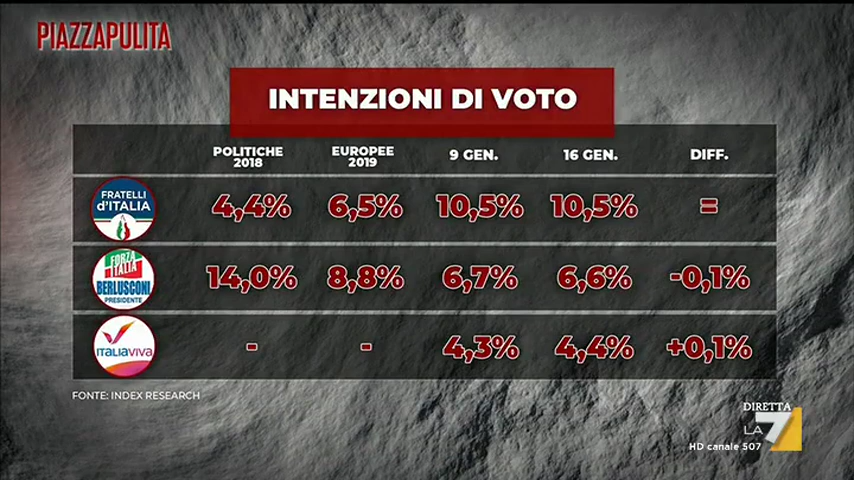 PIAZZAPULITA
INTENZIONI DI VOTO
POLITICHE 2018 EUROPEE 2019 9 GEN. 16 GEN. DIFF.
FRATELLI d'ITALIA 4,4% 6,5% 10,5% 10,5% =
FORZA ITALIA BERLUSCONI PRESIDENTE 14,0% 8,8% 6,7% 6,6% -0,1%
ITALIAVIVA - - 4,3% 4,4% +0,1%
FONTE: INDEX RESEARCH
DIRETTA
LA7
HD canale 507